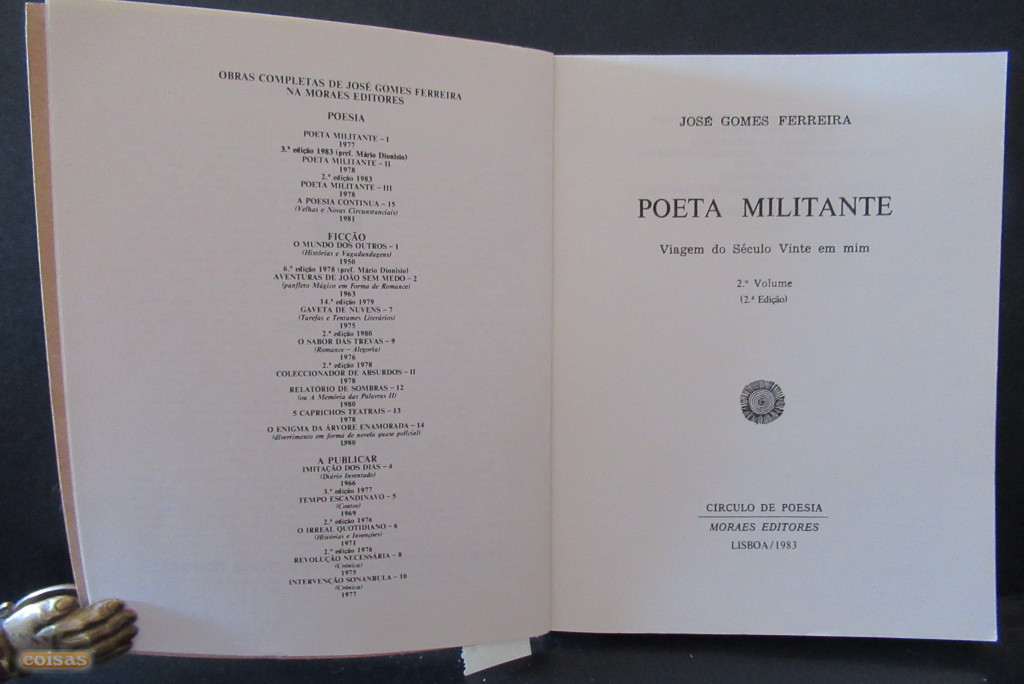 OBRAS COMPLETAS DE JOSÉ GOMES FERREIRA
NA MORAES EDITORES
POESIA
POETA MILITANTE – I
1977
3.ª edição 1983 (pref. Mário Dionísio)
POETA MILITANTE – II
1978
2.ª edição 1983
POETA MILITANTE – III
1978
A POESIA CONTINUA – 15
(Velhas e Novas Circunstanciais)
1981
FICÇÃO
O MUNDO DOS OUTROS – 1
(Histórias e Vagabundagens)
1950
6.ª edição 1978 (pref. Mário Dionísio)
AVENTURAS DE JOÃO SEM MEDO – 2
(panfleto Mágico em Forma de Romance)
1963
14.ª edição 1979
GAVETA DE NUVENS – 7
(Tarefas e Tentames Literários)
1975
2.ª edição 1980
O SABOR DAS TREVAS – 9
(Romance – Alegoria)
1976
2.ª edição 1978
COLECCIONADOR DE ABSURDOS – II
1978
RELATÓRIO DE SOMBRAS – 12
(ou A Memória das Palavras II)
1980
5 CAPRICHOS TEATRAIS – 13
1978
O ENIGMA DA ÁRVORE ENAMORADA – 14
(divertimento em forma de novela quase policial)
1980
A PUBLICAR
IMITAÇÃO DOS DIAS – 4
(Diário Inventado)
1966
3.ª edição 1977
TEMPO ESCANDINAVO – 5
(Contos)
1969
2.ª edição 1976
O IRREAL QUOTIDIANO – 6
(Histórias e Invenções)
1971
2.ª edição 1976
REVOLUÇÃO NECESSÁRIA – 8
(Crónica)
1975
INTERVENÇÃO SONÂNBULA – 10
(Crónica)
1977
JOSÉ GOMES FERREIRA
POETA MILITANTE
Viagem do Século Vinte em mim
2.º Volume
(2.ª Edição)
CIRCULO DE POESIA
MORAES EDITORES
LISBOA/1983
coisas